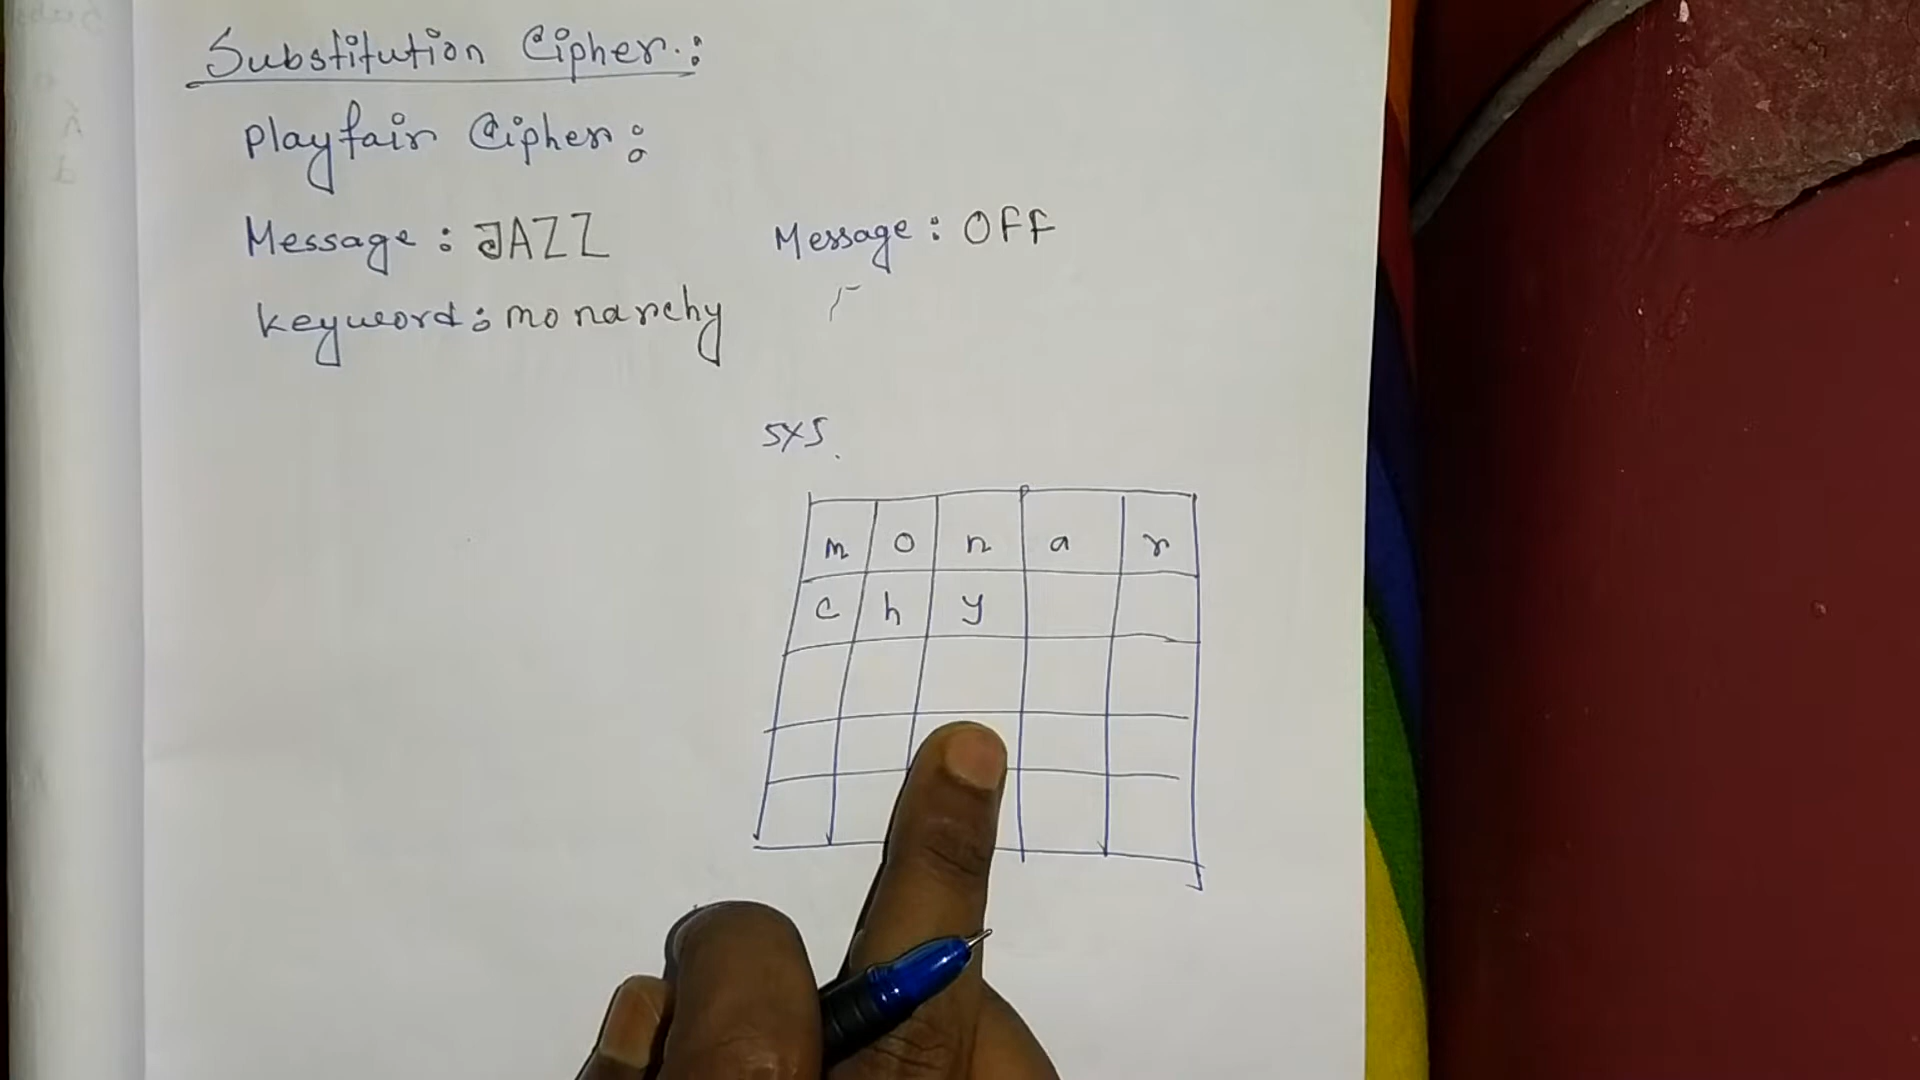 Substitution Cipher:
Playfair Cipher:
Message: JAZZ
Message: OFF
Keyword: monarchy
5x5.
m o n a r
c h y